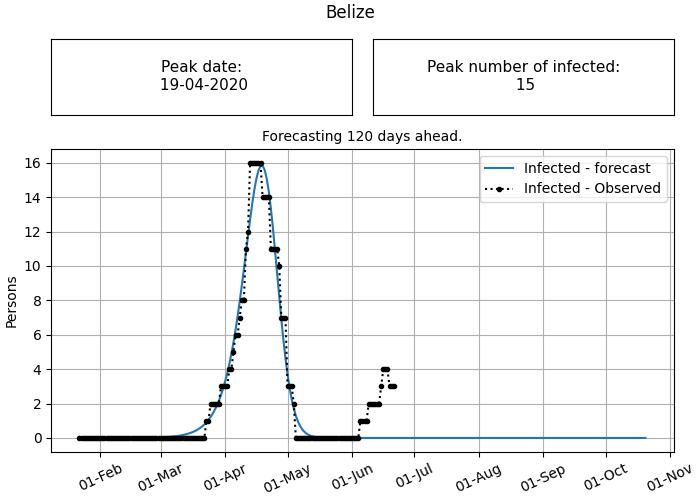 Belize
Peak date:
19-04-2020
Peak number of infected:
15
Forecasting 120 days ahead.
Infected - forecast
Infected - Observed
Persons
16
14
12
10
8
6
4
2
0
01-Feb
01-Mar
01-Apr
01-May
01-Jun
01-Jul
01-Aug
01-Sep
01-Oct
01-Nov